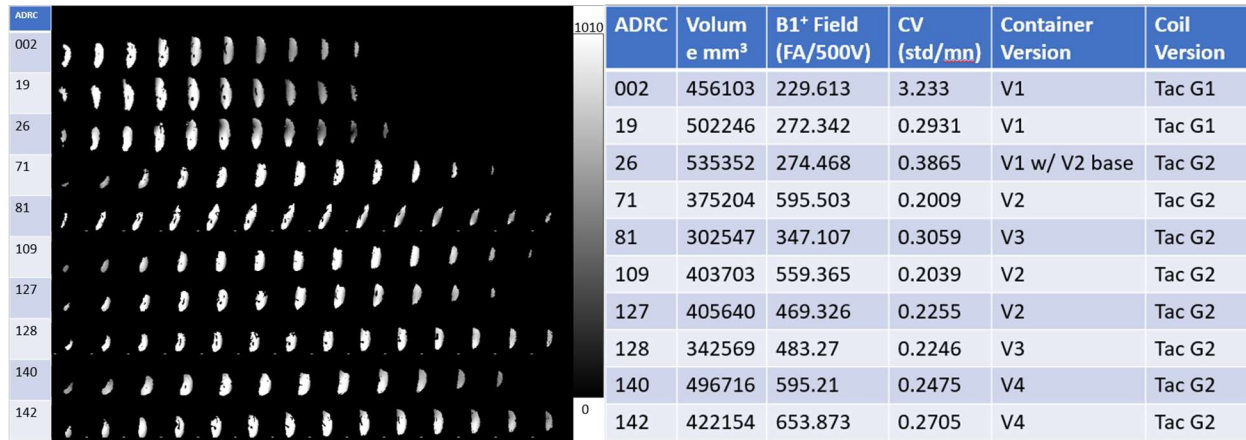 ADRC
002
19
26
71
81
109
127
128
140
142
1010
0
ADRC Volum e mm³ B1⁺ Field (FA/500V) CV (std/mn) Container Version Coil Version
002 456103 229.613 3.233 V1 Tac G1
19 502246 272.342 0.2931 V1 Tac G1
26 535352 274.468 0.3865 V1 w/ V2 base Tac G2
71 375204 595.503 0.2009 V2 Tac G2
81 302547 347.107 0.3059 V3 Tac G2
109 403703 559.365 0.2039 V2 Tac G2
127 405640 469.326 0.2255 V2 Tac G2
128 342569 483.27 0.2246 V3 Tac G2
140 496716 595.21 0.2475 V4 Tac G2
142 422154 653.873 0.2705 V4 Tac G2